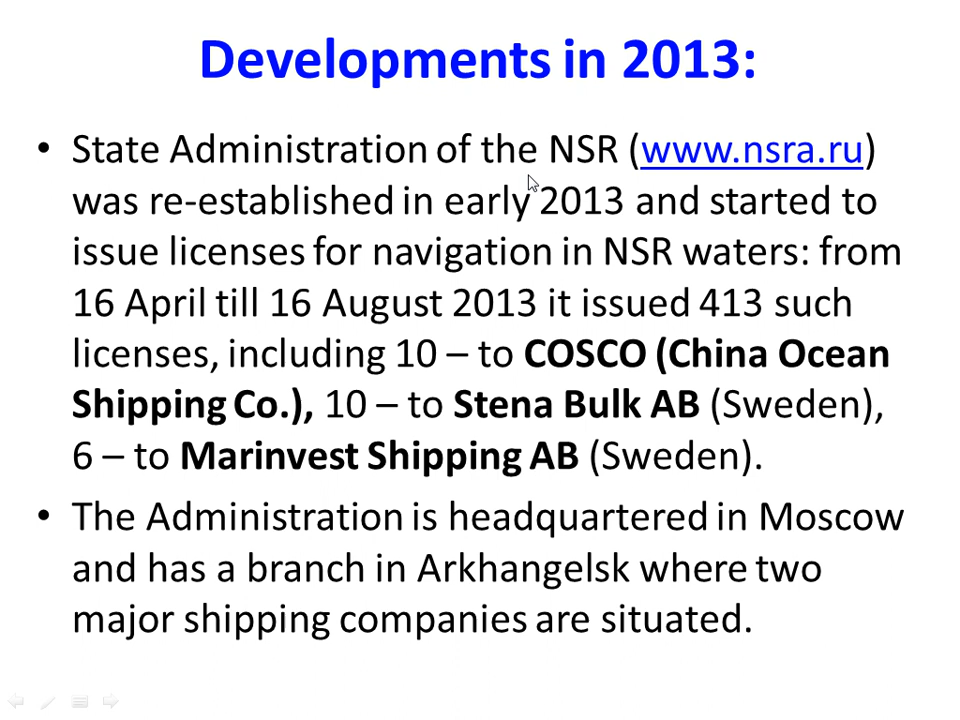 Developments in 2013:
• State Administration of the NSR (www.nsra.ru)
was re-established in early 2013 and started to
issue licenses for navigation in NSR waters: from
16 April till 16 August 2013 it issued 413 such
licenses, including 10 – to COSCO (China Ocean
Shipping Co.), 10 – to Stena Bulk AB (Sweden),
6 – to Marinvest Shipping AB (Sweden).
• The Administration is headquartered in Moscow
and has a branch in Arkhangelsk where two
major shipping companies are situated.